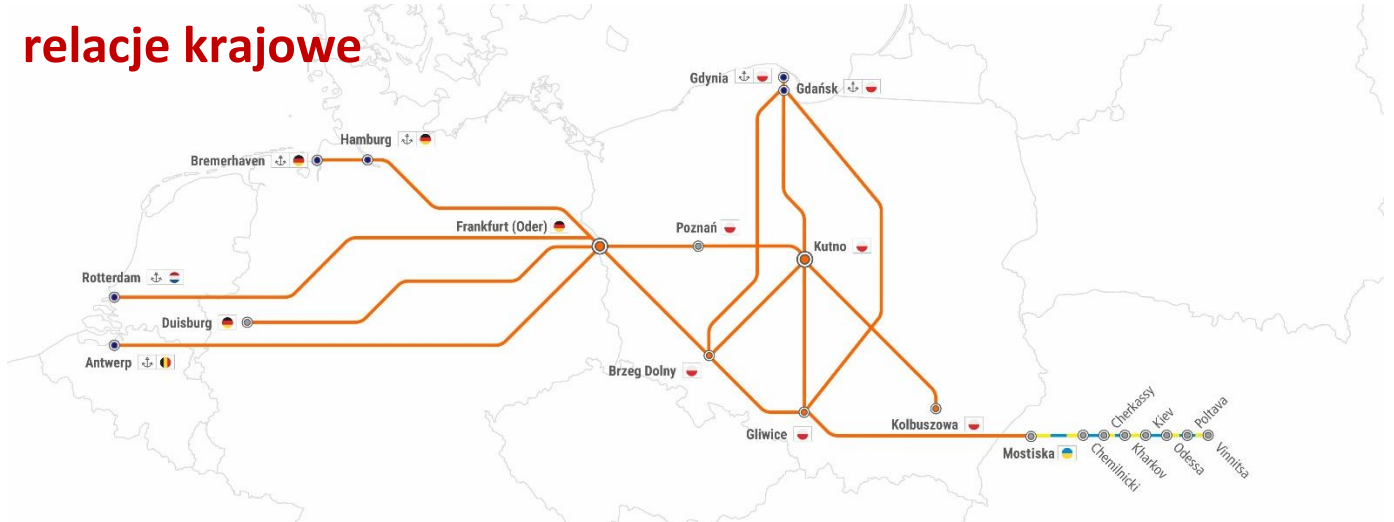 relacje krajowe
Gdynia
Gdańsk
Hamburg
Bremerhaven
Frankfurt (Oder)
Poznań
Kutno
Rotterdam
Duisburg
Antwerp
Brzeg Dolny
Gliwice
Kolbuszowa
Mostiska
Chemilnicki
Cherkassy
Kharkov
Kiev
Odessa
Poltava
Vinnitsa